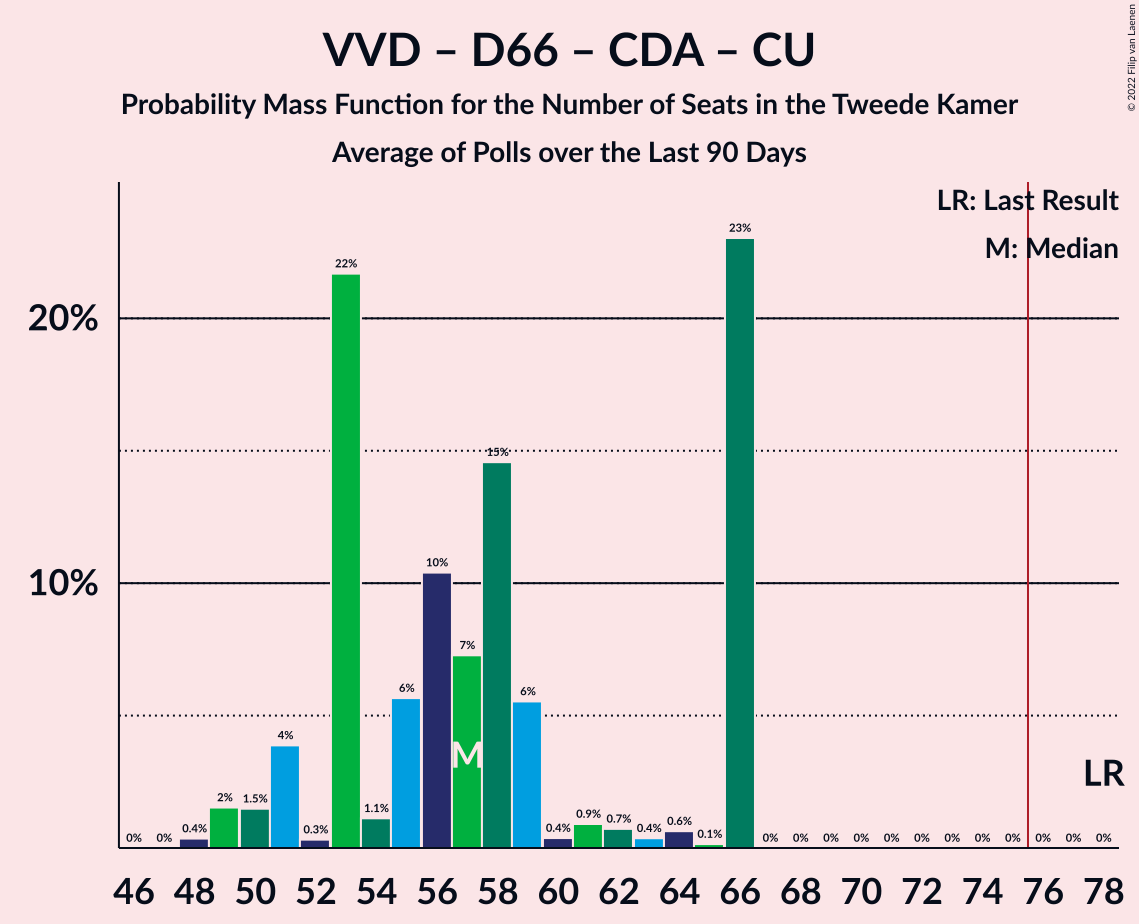 VVD – D66 – CDA – CU
Probability Mass Function for the Number of Seats in the Tweede Kamer
Average of Polls over the Last 90 Days
© 2022 Filip van Laenen
LR: Last Result
M: Median
20%
10%
0% 0% 0.4% 2% 1.5% 4% 0.3% 22% 1.1% 6% 10% 7% 15% 6% 0.4% 0.9% 0.7% 0.4% 0.6% 0.1% 23% 0% 0% 0% 0% 0% 0% 0% 0% 0% 0% 0% 0%
M
LR
46 48 50 52 54 56 58 60 62 64 66 68 70 72 74 76 78